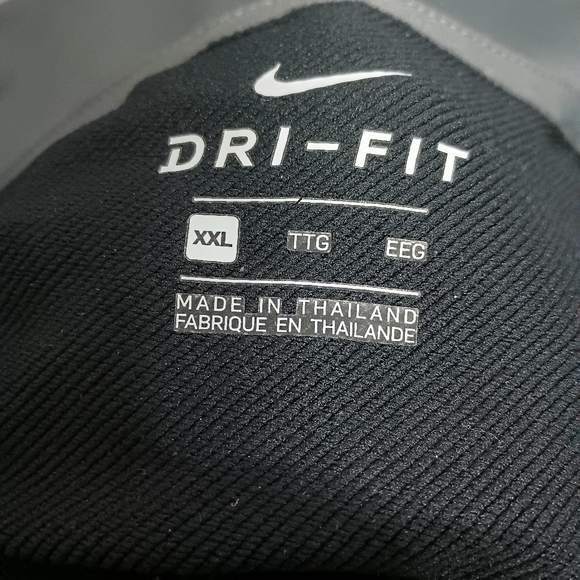 DRI-FIT
XXL TTG EEG
MADE IN THAILAND
FABRIQUE EN THAILANDE